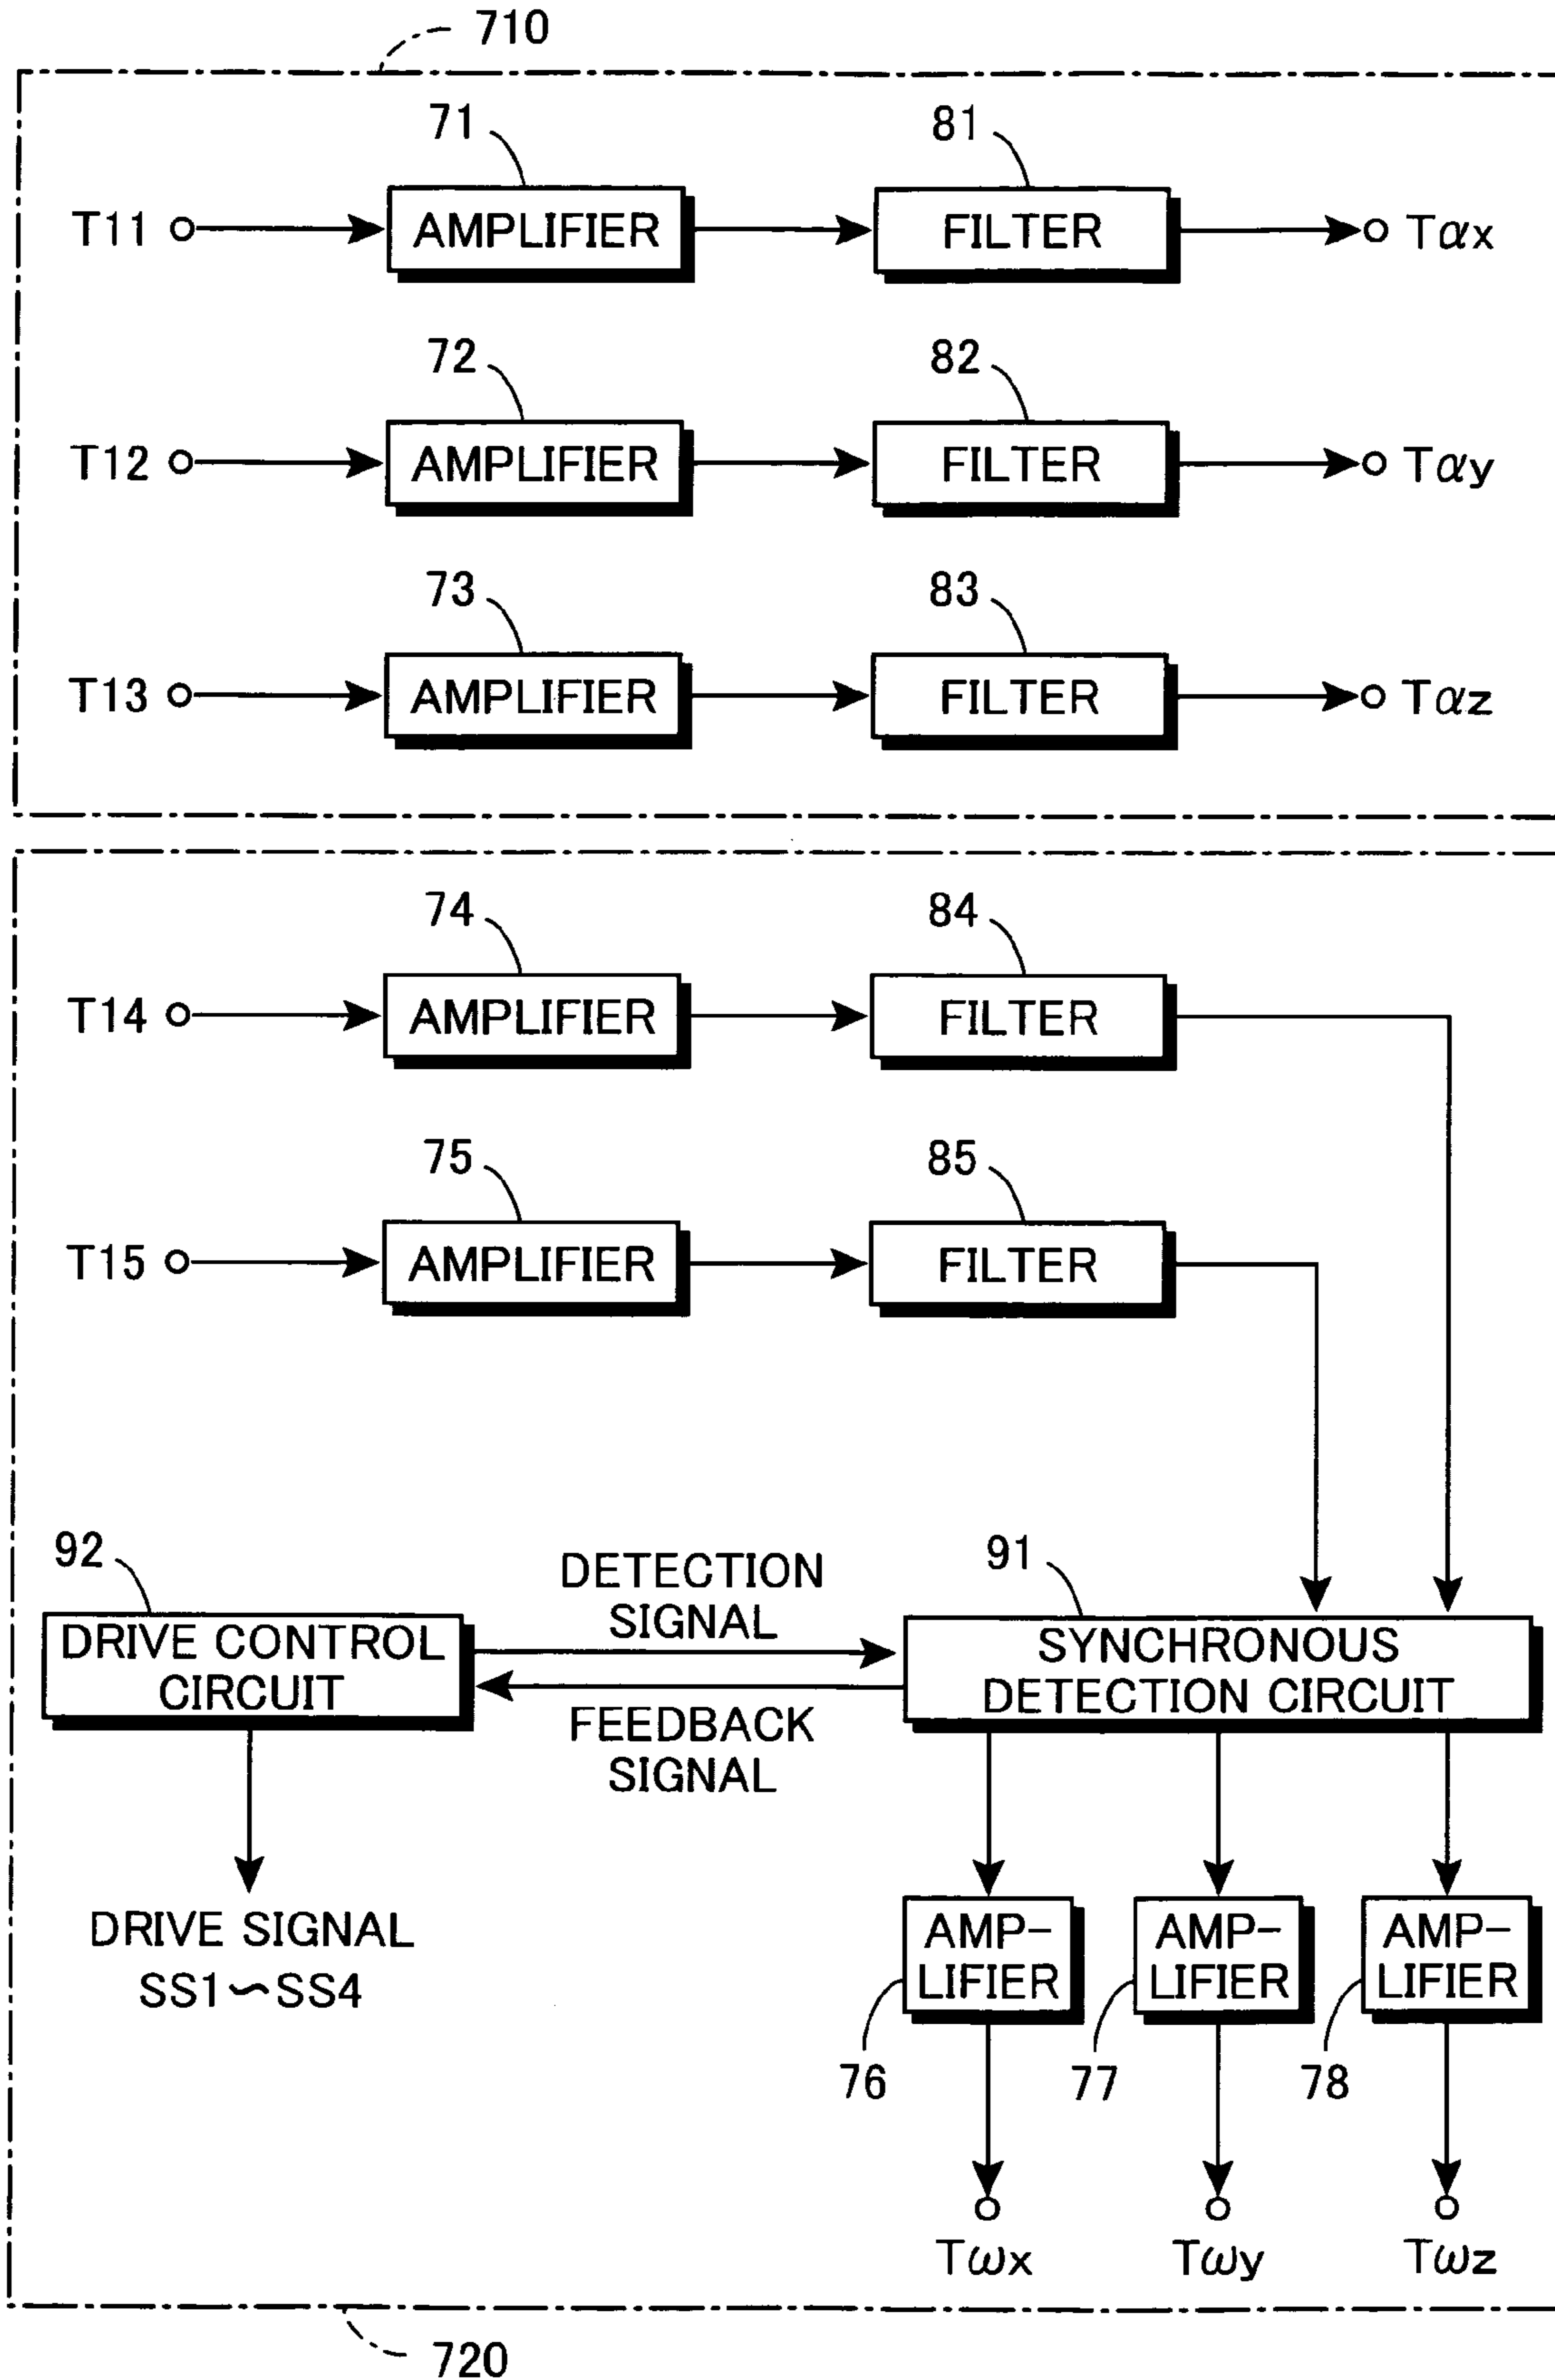 710
71
81
T11
AMPLIFIER
FILTER
Tαx
72
82
T12
AMPLIFIER
FILTER
Tαy
73
83
T13
AMPLIFIER
FILTER
Tαz
74
84
T14
AMPLIFIER
FILTER
75
85
T15
AMPLIFIER
FILTER
92
DETECTION
SIGNAL
91
DRIVE CONTROL
CIRCUIT
SYNCHRONOUS
DETECTION CIRCUIT
FEEDBACK
SIGNAL
DRIVE SIGNAL
SS1～SS4
AMP-
LIFIER
AMP-
LIFIER
AMP-
LIFIER
76
77
78
Tωx
Tωy
Tωz
720